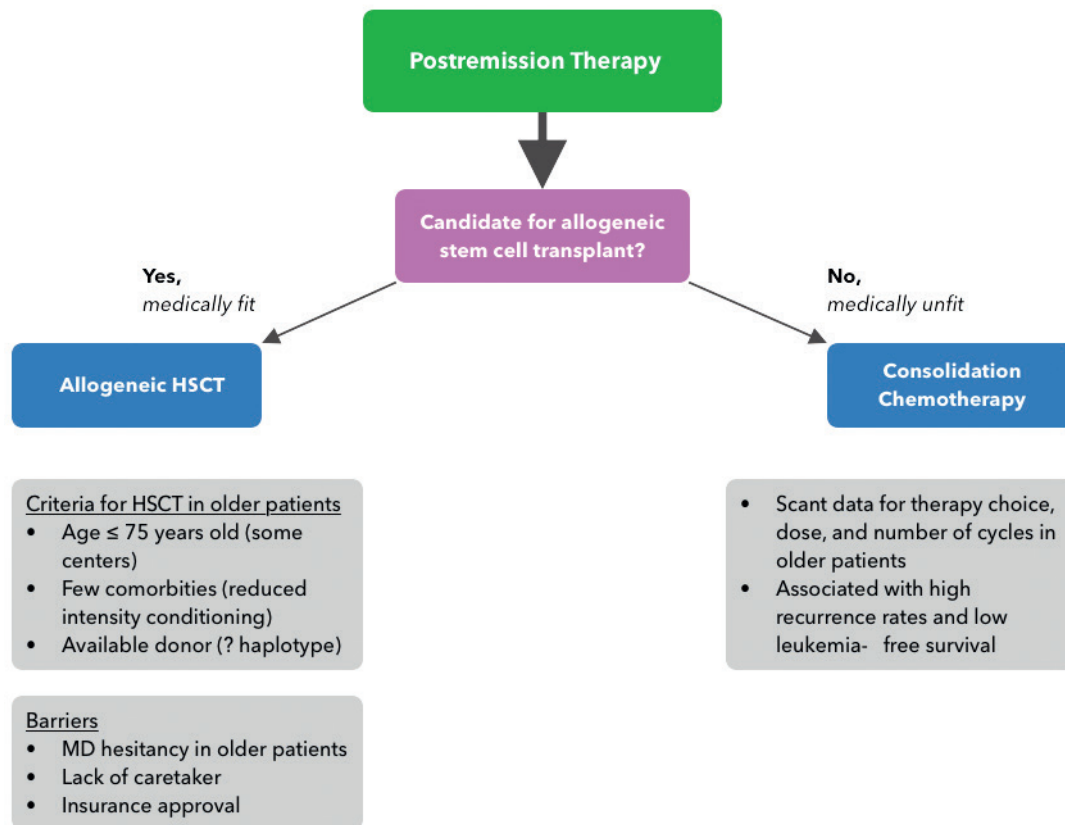 Postremission Therapy
Candidate for allogeneic
stem cell transplant?
Yes,
medically fit
No,
medically unfit
Allogeneic HSCT
Consolidation
Chemotherapy
Criteria for HSCT in older patients
• Age ≤ 75 years old (some
centers)
• Few comorbities (reduced
intensity conditioning)
• Available donor (? haplotype)
• Scant data for therapy choice,
dose, and number of cycles in
older patients
• Associated with high
recurrence rates and low
leukemia- free survival
Barriers
• MD hesitancy in older patients
• Lack of caretaker
• Insurance approval